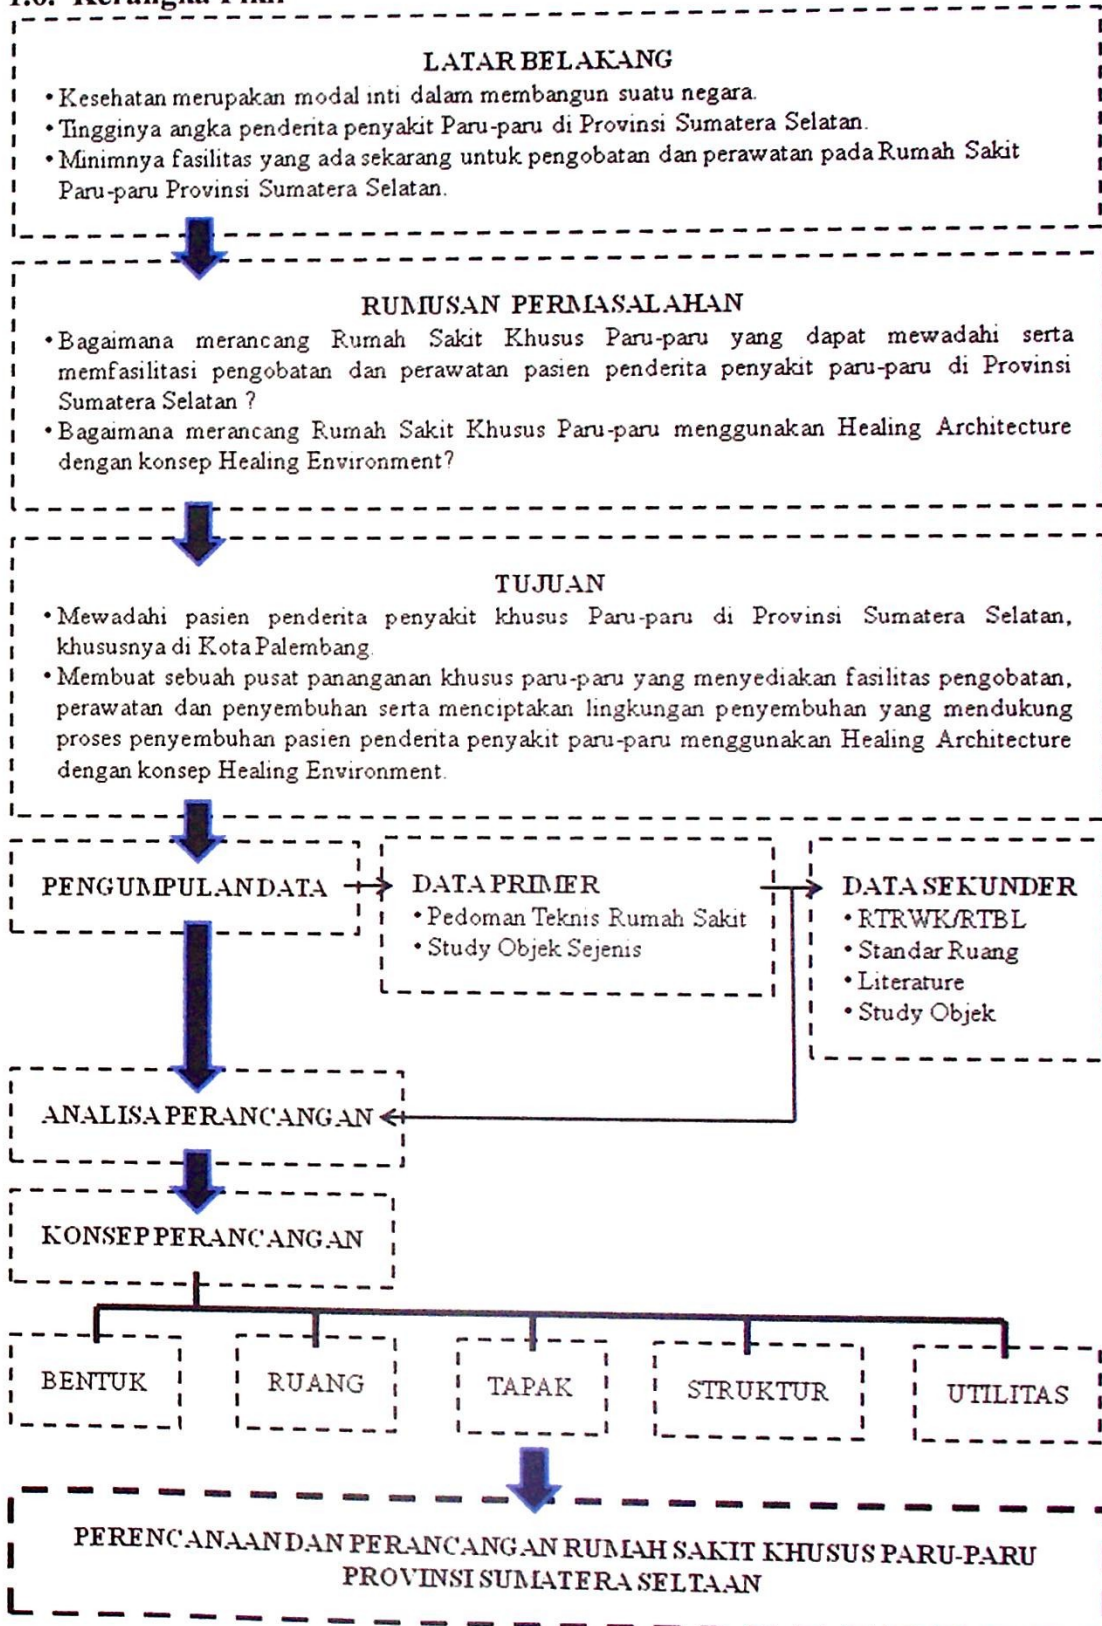 LATAR BELAKANG
• Kesehatan merupakan modal inti dalam membangun suatu negara.
• Tingginya angka penderita penyakit Paru-paru di Provinsi Sumatera Selatan.
• Minimnya fasilitas yang ada sekarang untuk pengobatan dan perawatan pada Rumah Sakit
Paru-paru Provinsi Sumatera Selatan.
RUMUSAN PERMASALAHAN
• Bagaimana merancang Rumah Sakit Khusus Paru-paru yang dapat mewadahi serta
memfasilitasi pengobatan dan perawatan pasien penderita penyakit paru-paru di Provinsi
Sumatera Selatan ?
• Bagaimana merancang Rumah Sakit Khusus Paru-paru menggunakan Healing Architecture
dengan konsep Healing Environment?
TUJUAN
• Mewadahi pasien penderita penyakit khusus Paru-paru di Provinsi Sumatera Selatan,
khususnya di Kota Palembang.
• Membuat sebuah pusat pananganan khusus paru-paru yang menyediakan fasilitas pengobatan,
perawatan dan penyembuhan serta menciptakan lingkungan penyembuhan yang mendukung
proses penyembuhan pasien penderita penyakit paru-paru menggunakan Healing Architecture
dengan konsep Healing Environment.
PENGUMPULAN DATA
DATA PRIMER
• Pedoman Teknis Rumah Sakit
• Study Objek Sejenis
DATA SEKUNDER
• RTRWK/RTBL
• Standar Ruang
• Literature
• Study Objek
ANALISA PERANCANGAN
KONSEP PERANCANGAN
BENTUK
RUANG
TAPAK
STRUKTUR
UTILITAS
PERENCANAAN DAN PERANCANGAN RUMAH SAKIT KHUSUS PARU-PARU
PROVINSI SUMATERA SELTAAN